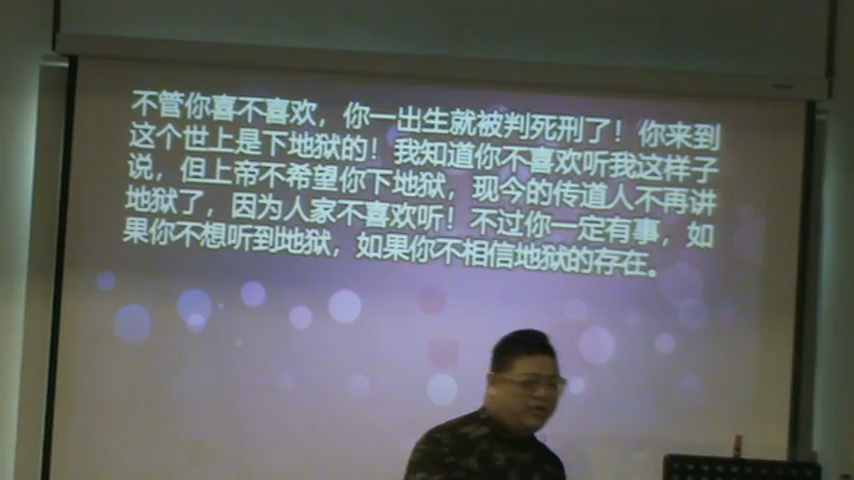 不管你喜不喜欢，你一出生就被判死刑了！你来到
这个世上是下地狱的！我知道你不喜欢听我这样子
说，但上帝不希望你下地狱，现今的传道人不再讲
地狱了，因为人家不喜欢听！不过你一定有事，如
果你不想听到地狱，如果你不相信地狱的存在。